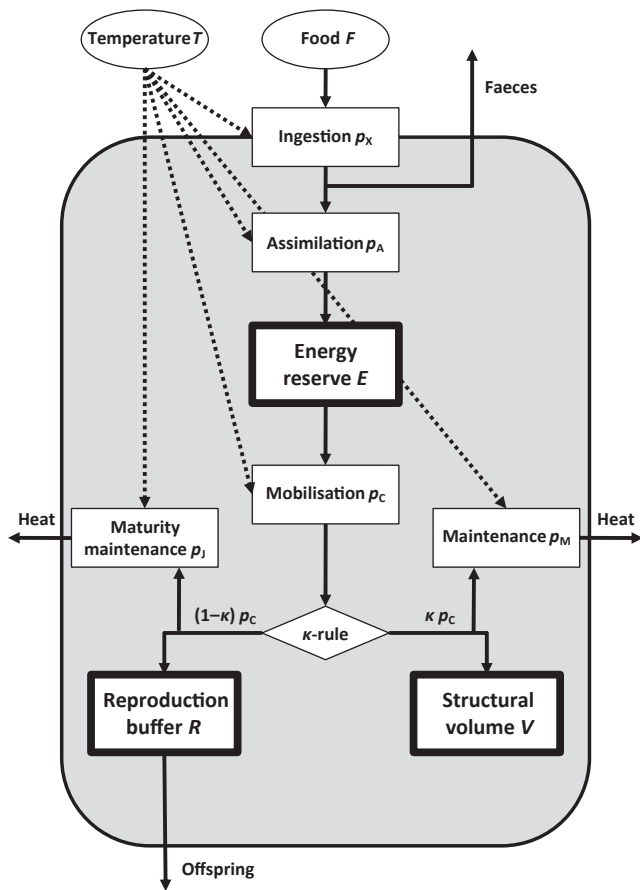 Temperature T
Food F
Faeces
Ingestion pX
Assimilation pA
Energy
reserve E
Mobilisation pC
Heat
Maturity
maintenance pJ
Maintenance pM
Heat
(1–κ) pC
κ-rule
κ pC
Reproduction
buffer R
Structural
volume V
Offspring